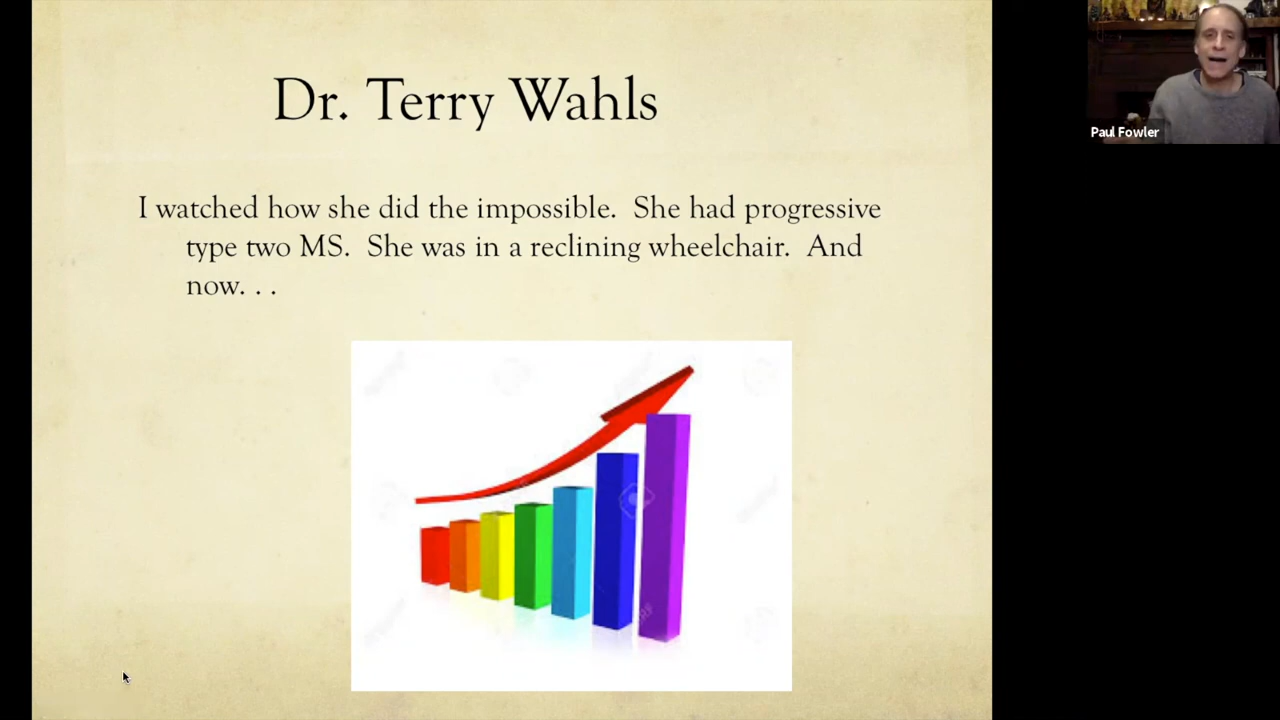 Dr. Terry Wahls
I watched how she did the impossible.  She had progressive
type two MS.  She was in a reclining wheelchair.  And
now. . .
Paul Fowler